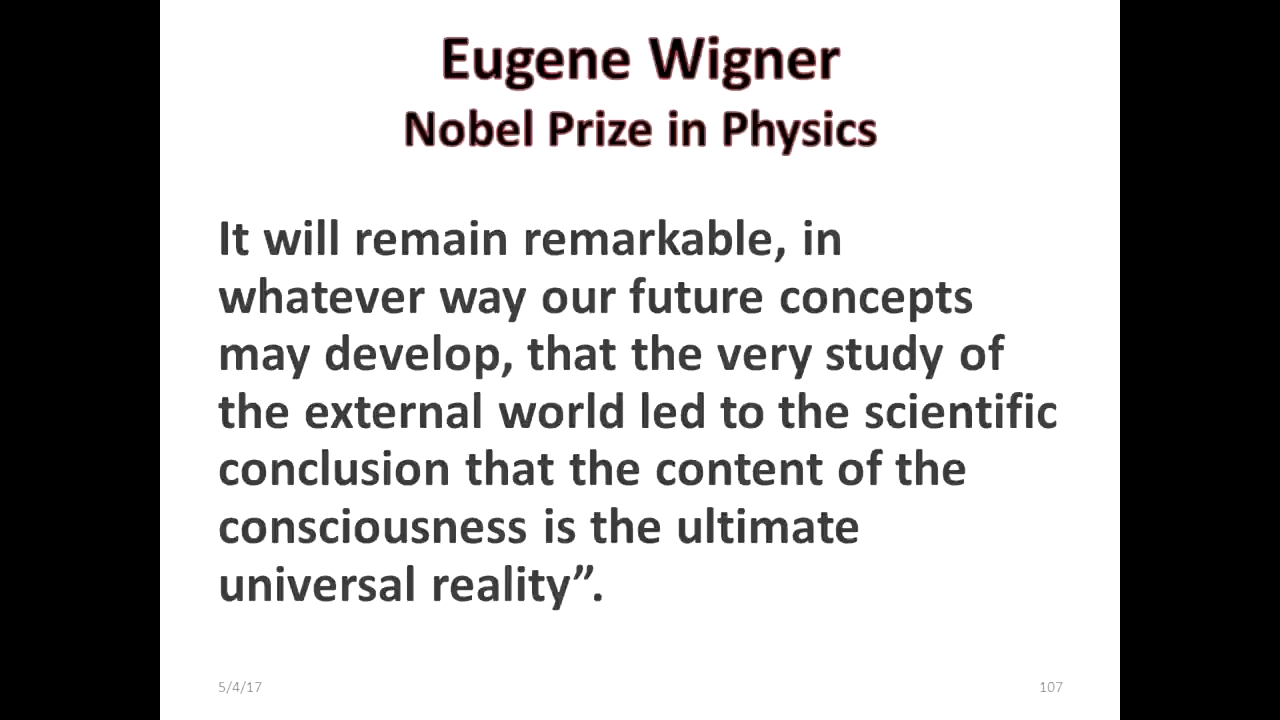 Eugene Wigner
Nobel Prize in Physics
It will remain remarkable, in
whatever way our future concepts
may develop, that the very study of
the external world led to the scientific
conclusion that the content of the
consciousness is the ultimate
universal reality”.
5/4/17
107